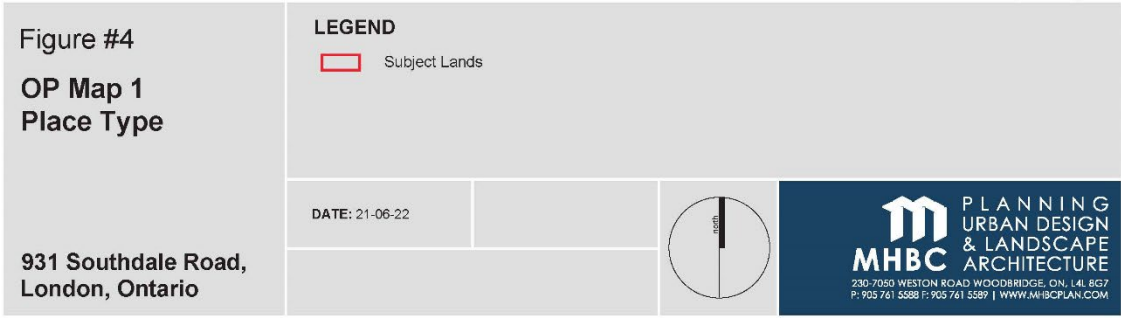 Figure #4
OP Map 1
Place Type
931 Southdale Road,
London, Ontario
LEGEND
Subject Lands
DATE: 21-06-22
north
MHBC
PLANNING
URBAN DESIGN
& LANDSCAPE
ARCHITECTURE
230-7050 WESTON ROAD WOODBRIDGE, ON, L4L 8G7
P: 905 761 5588 F: 905 761 5589 | WWW.MHBCPLAN.COM